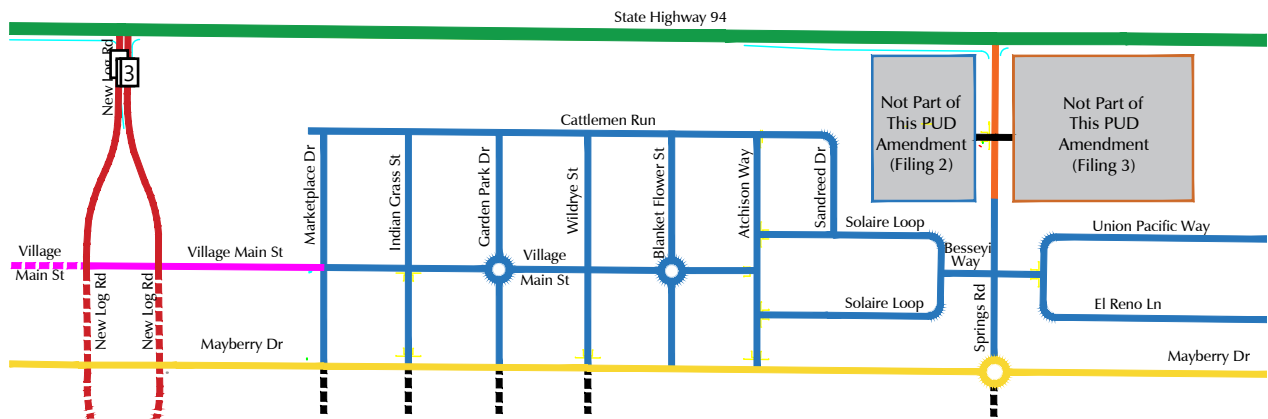 State Highway 94
New Log Rd
3
Not Part of
This PUD
Amendment
(Filing 2)
Not Part of
This PUD
Amendment
(Filing 3)
Cattlemen Run
Marketplace Dr
Indian Grass St
Garden Park Dr
Wildrye St
Blanket Flower St
Atchison Way
Sandreed Dr
Solaire Loop
Union Pacific Way
Village
Main St
Village Main St
Village
Main St
Besseyi
Way
New Log Rd
New Log Rd
Solaire Loop
Springs Rd
El Reno Ln
Mayberry Dr
Mayberry Dr